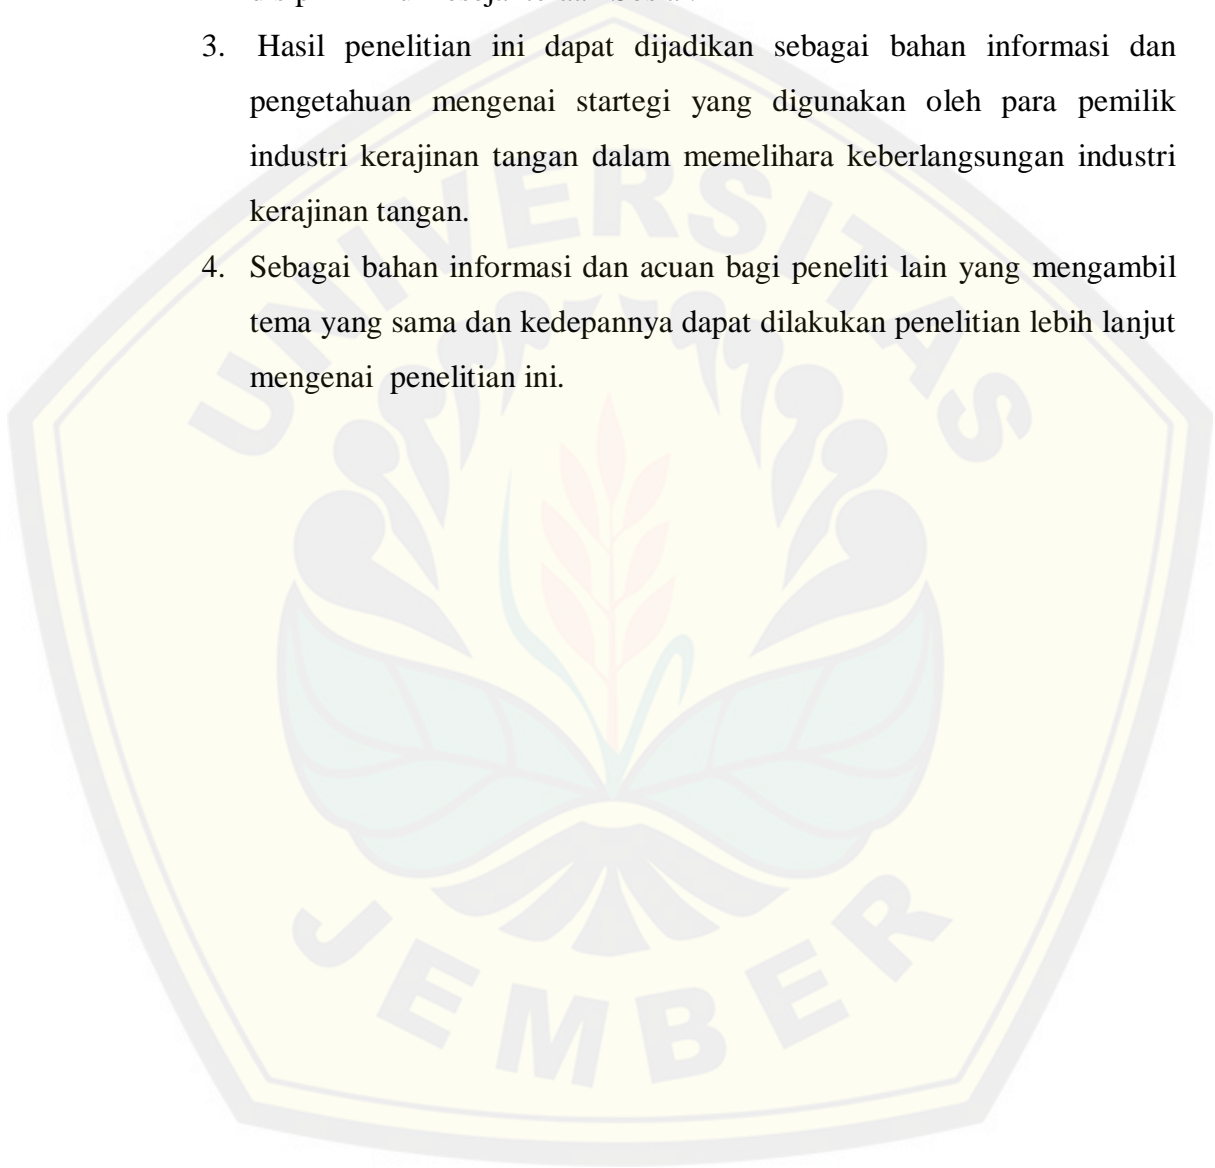 3. Hasil penelitian ini dapat dijadikan sebagai bahan informasi dan
pengetahuan mengenai startegi yang digunakan oleh para pemilik
industri kerajinan tangan dalam memelihara keberlangsungan industri
kerajinan tangan.
4. Sebagai bahan informasi dan acuan bagi peneliti lain yang mengambil
tema yang sama dan kedepannya dapat dilakukan penelitian lebih lanjut
mengenai penelitian ini.
UNIVERSITAS
JEMBER